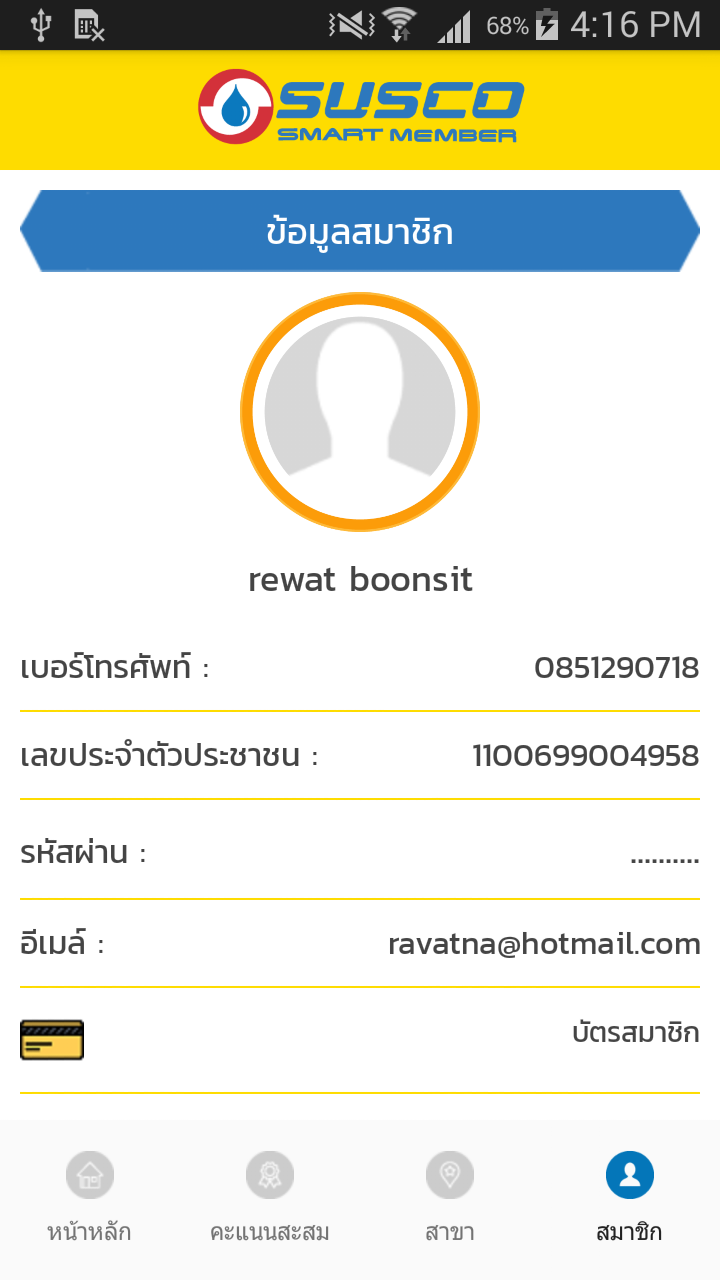 68% 4:16 PM
SUSCO
SMART MEMBER
ข้อมูลสมาชิก
rewat boonsit
เบอร์โทรศัพท์ : 0851290718
เลขประจำตัวประชาชน : 1100699004958
รหัสผ่าน : ..........
อีเมล์ : ravatna@hotmail.com
บัตรสมาชิก
หน้าหลัก คะแนนสะสม สาขา สมาชิก